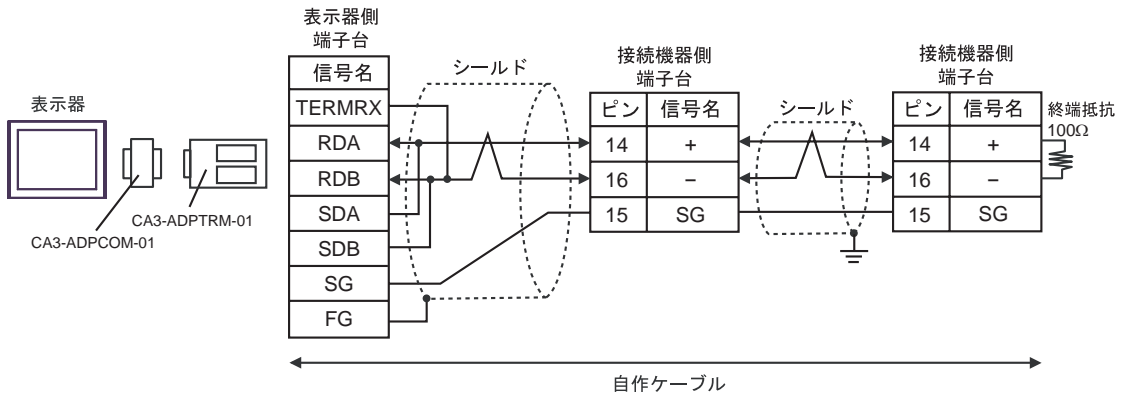 表示器
CA3-ADPCOM-01
CA3-ADPTRM-01
表示器側
端子台
信号名
TERMRX
RDA
RDB
SDA
SDB
SG
FG
シールド
接続機器側
端子台
ピン 信号名
14 +
16 −
15 SG
シールド
接続機器側
端子台
ピン 信号名
14 +
16 −
15 SG
終端抵抗
100Ω
自作ケーブル